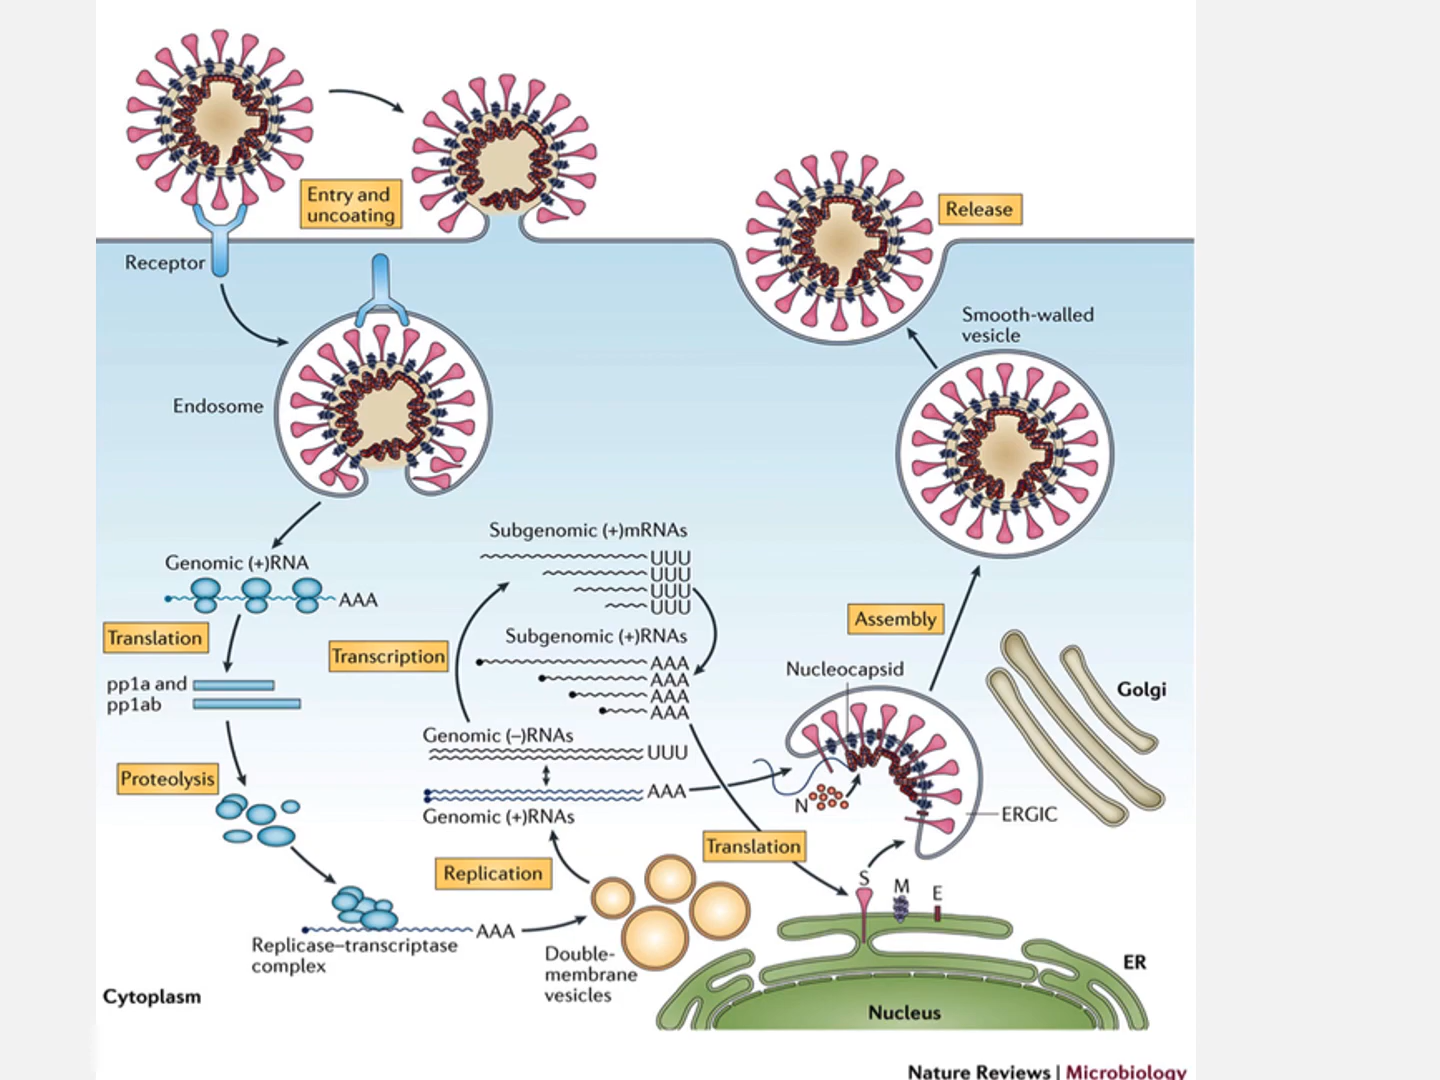 Entry and
uncoating
Release
Receptor
Smooth-walled
vesicle
Endosome
Subgenomic (+)mRNAs
UUU
UUU
UUU
UUU
Genomic (+)RNA
AAA
Translation
Transcription
Subgenomic (+)RNAs
AAA
AAA
AAA
AAA
Assembly
Nucleocapsid
Golgi
pp1a and
pp1ab
Genomic (–)RNAs
UUU
Proteolysis
AAA
Genomic (+)RNAs
N
ERGIC
Translation
Replication
S
M
E
AAA
Replicase–transcriptase
complex
Double-
membrane
vesicles
ER
Cytoplasm
Nucleus
Nature Reviews | Microbiology